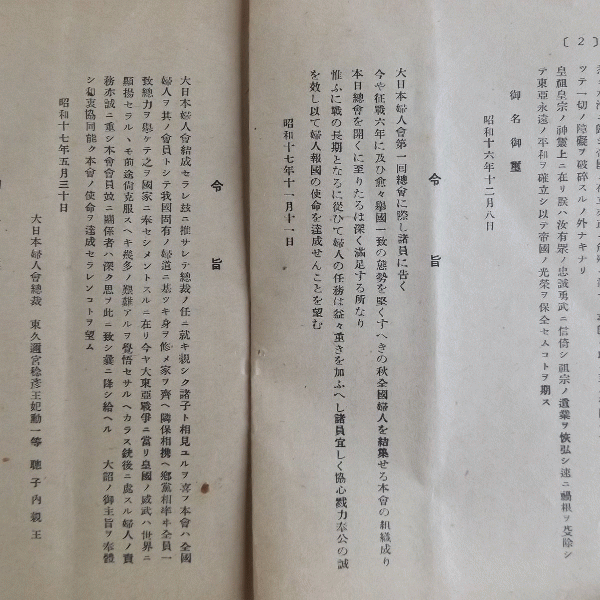 〔2〕
ツテ一切ノ障礙ヲ破砕スルノ外ナキナリ
皇祖皇宗ノ神靈上ニ在リ朕ハ汝有衆ノ忠誠勇武ニ信倚シ祖宗ノ遺業ヲ恢弘シ速ニ禍根ヲ芟除シ
テ東亞永遠ノ平和ヲ確立シ以テ帝國ノ光榮ヲ保全セムコトヲ期ス
御名御璽
昭和十六年十二月八日
令旨
大日本婦人會第一回總會に際し諸員に告く
今や征戰六年に及ひ愈々擧國一致の態勢を堅くすへきの秋全國婦人を結集せる本會の組織成り
本日總會を開くに至りたるは深く滿足する所なり
惟ふに戰の長期となるに從ひて婦人の任務は益々重きを加ふへし諸員宜しく協心戮力奉公の誠
を效し以て婦人報國の使命を達成せんことを望む
昭和十七年十一月十一日
令旨
大日本婦人會結成セラレ玆ニ推サレテ總裁ノ任ニ就キ親シク諸子ト相見ユルヲ喜フ本會ハ全國
婦人ヲ其ノ會員トシテ我國固有ノ婦道ニ基ツキ身ヲ修メ家ヲ齊ヘ隣保相携ヘ鄕黨相率ヰ全員一
致總力ヲ擧ケテ之ヲ國家ニ奉セシメントスルニ在リ今ヤ大東亞戰爭ニ當リ皇國ノ威武ハ世界ニ
顯揚セラルヽモ前途尙克服スヘキ幾多ノ艱難アルヲ覺悟セサルヘカラス銃後ニ處スル婦人ノ責
務亦誠ニ重シ本會會員竝ニ關係者ハ深ク思ヲ此ニ致シ曩ニ降シ給ヘル 大詔ノ御主旨ヲ奉體
シ和衷協同能ク本會ノ使命ヲ達成セラレンコトヲ望ム
昭和十七年五月三十日
大日本婦人會總裁 東久邇宮稔彥王妃勳一等 聰子內親王